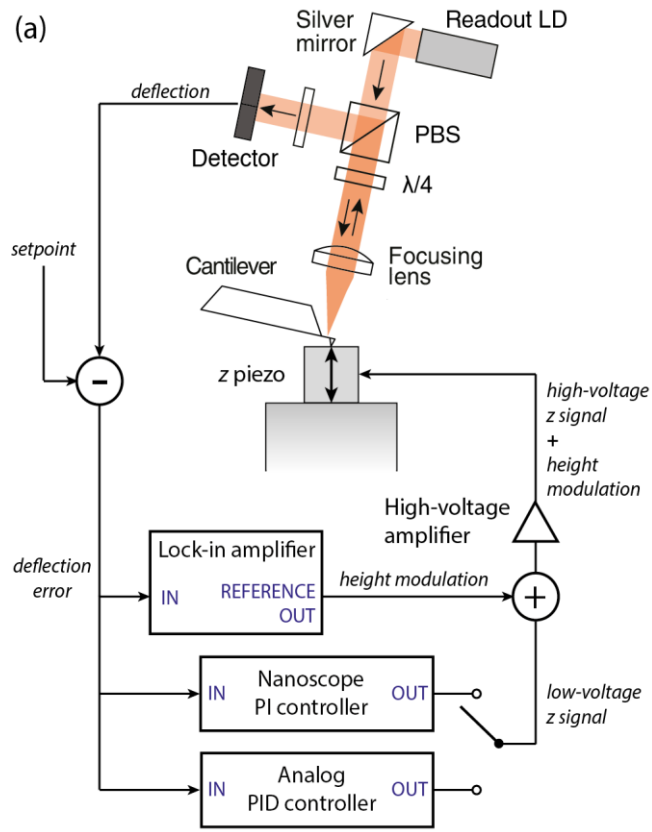 (a)
Silver
mirror
Readout LD
deflection
Detector
PBS
λ/4
setpoint
Cantilever
Focusing
lens
-
z piezo
high-voltage
z signal
+
height
modulation
High-voltage
amplifier
deflection
error
Lock-in amplifier
IN
REFERENCE
OUT
height modulation
+
Nanoscope
PI controller
IN
OUT
low-voltage
z signal
Analog
PID controller
IN
OUT